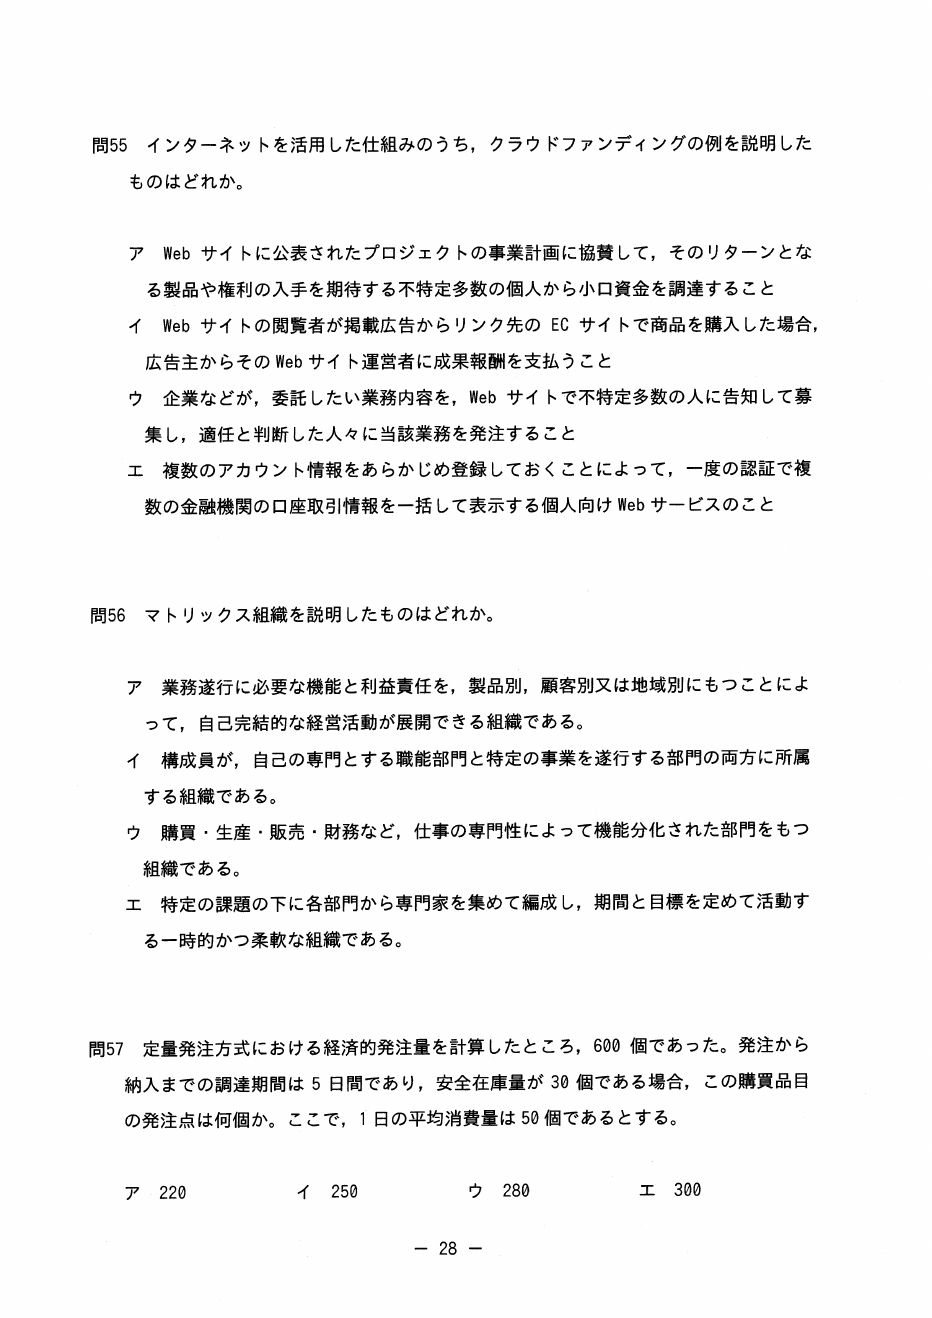 問55 インターネットを活用した仕組みのうち，クラウドファンディングの例を説明した
ものはどれか。
ア Web サイトに公表されたプロジェクトの事業計画に協賛して，そのリターンとな
る製品や権利の入手を期待する不特定多数の個人から小口資金を調達すること
イ Web サイトの閲覧者が掲載広告からリンク先の EC サイトで商品を購入した場合，
広告主からその Web サイト運営者に成果報酬を支払うこと
ウ 企業などが，委託したい業務内容を，Web サイトで不特定多数の人に告知して募
集し，適任と判断した人々に当該業務を発注すること
エ 複数のアカウント情報をあらかじめ登録しておくことによって，一度の認証で複
数の金融機関の口座取引情報を一括して表示する個人向け Web サービスのこと
問56 マトリックス組織を説明したものはどれか。
ア 業務遂行に必要な機能と利益責任を，製品別，顧客別又は地域別にもつことによ
って，自己完結的な経営活動が展開できる組織である。
イ 構成員が，自己の専門とする職能部門と特定の事業を遂行する部門の両方に所属
する組織である。
ウ 購買・生産・販売・財務など，仕事の専門性によって機能分化された部門をもつ
組織である。
エ 特定の課題の下に各部門から専門家を集めて編成し，期間と目標を定めて活動す
る一時的かつ柔軟な組織である。
問57 定量発注方式における経済的発注量を計算したところ，600 個であった。発注から
納入までの調達期間は 5 日間であり，安全在庫量が 30 個である場合，この購買品目
の発注点は何個か。ここで，1 日の平均消費量は 50 個であるとする。
ア 220 イ 250 ウ 280 エ 300
－ 28 －